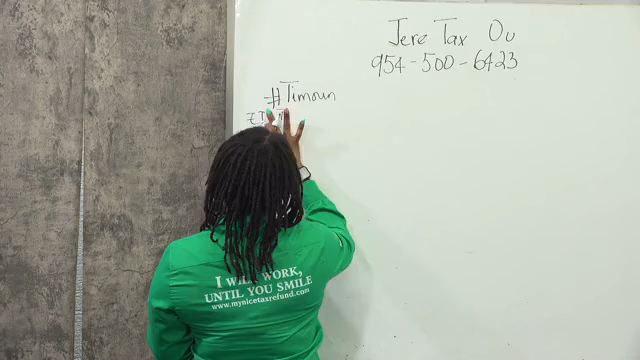 Jere Tax Ou
954-500-6423
#Timoun
I WILL WORK,
UNTIL YOU SMILE
www.mynicetaxrefund.com